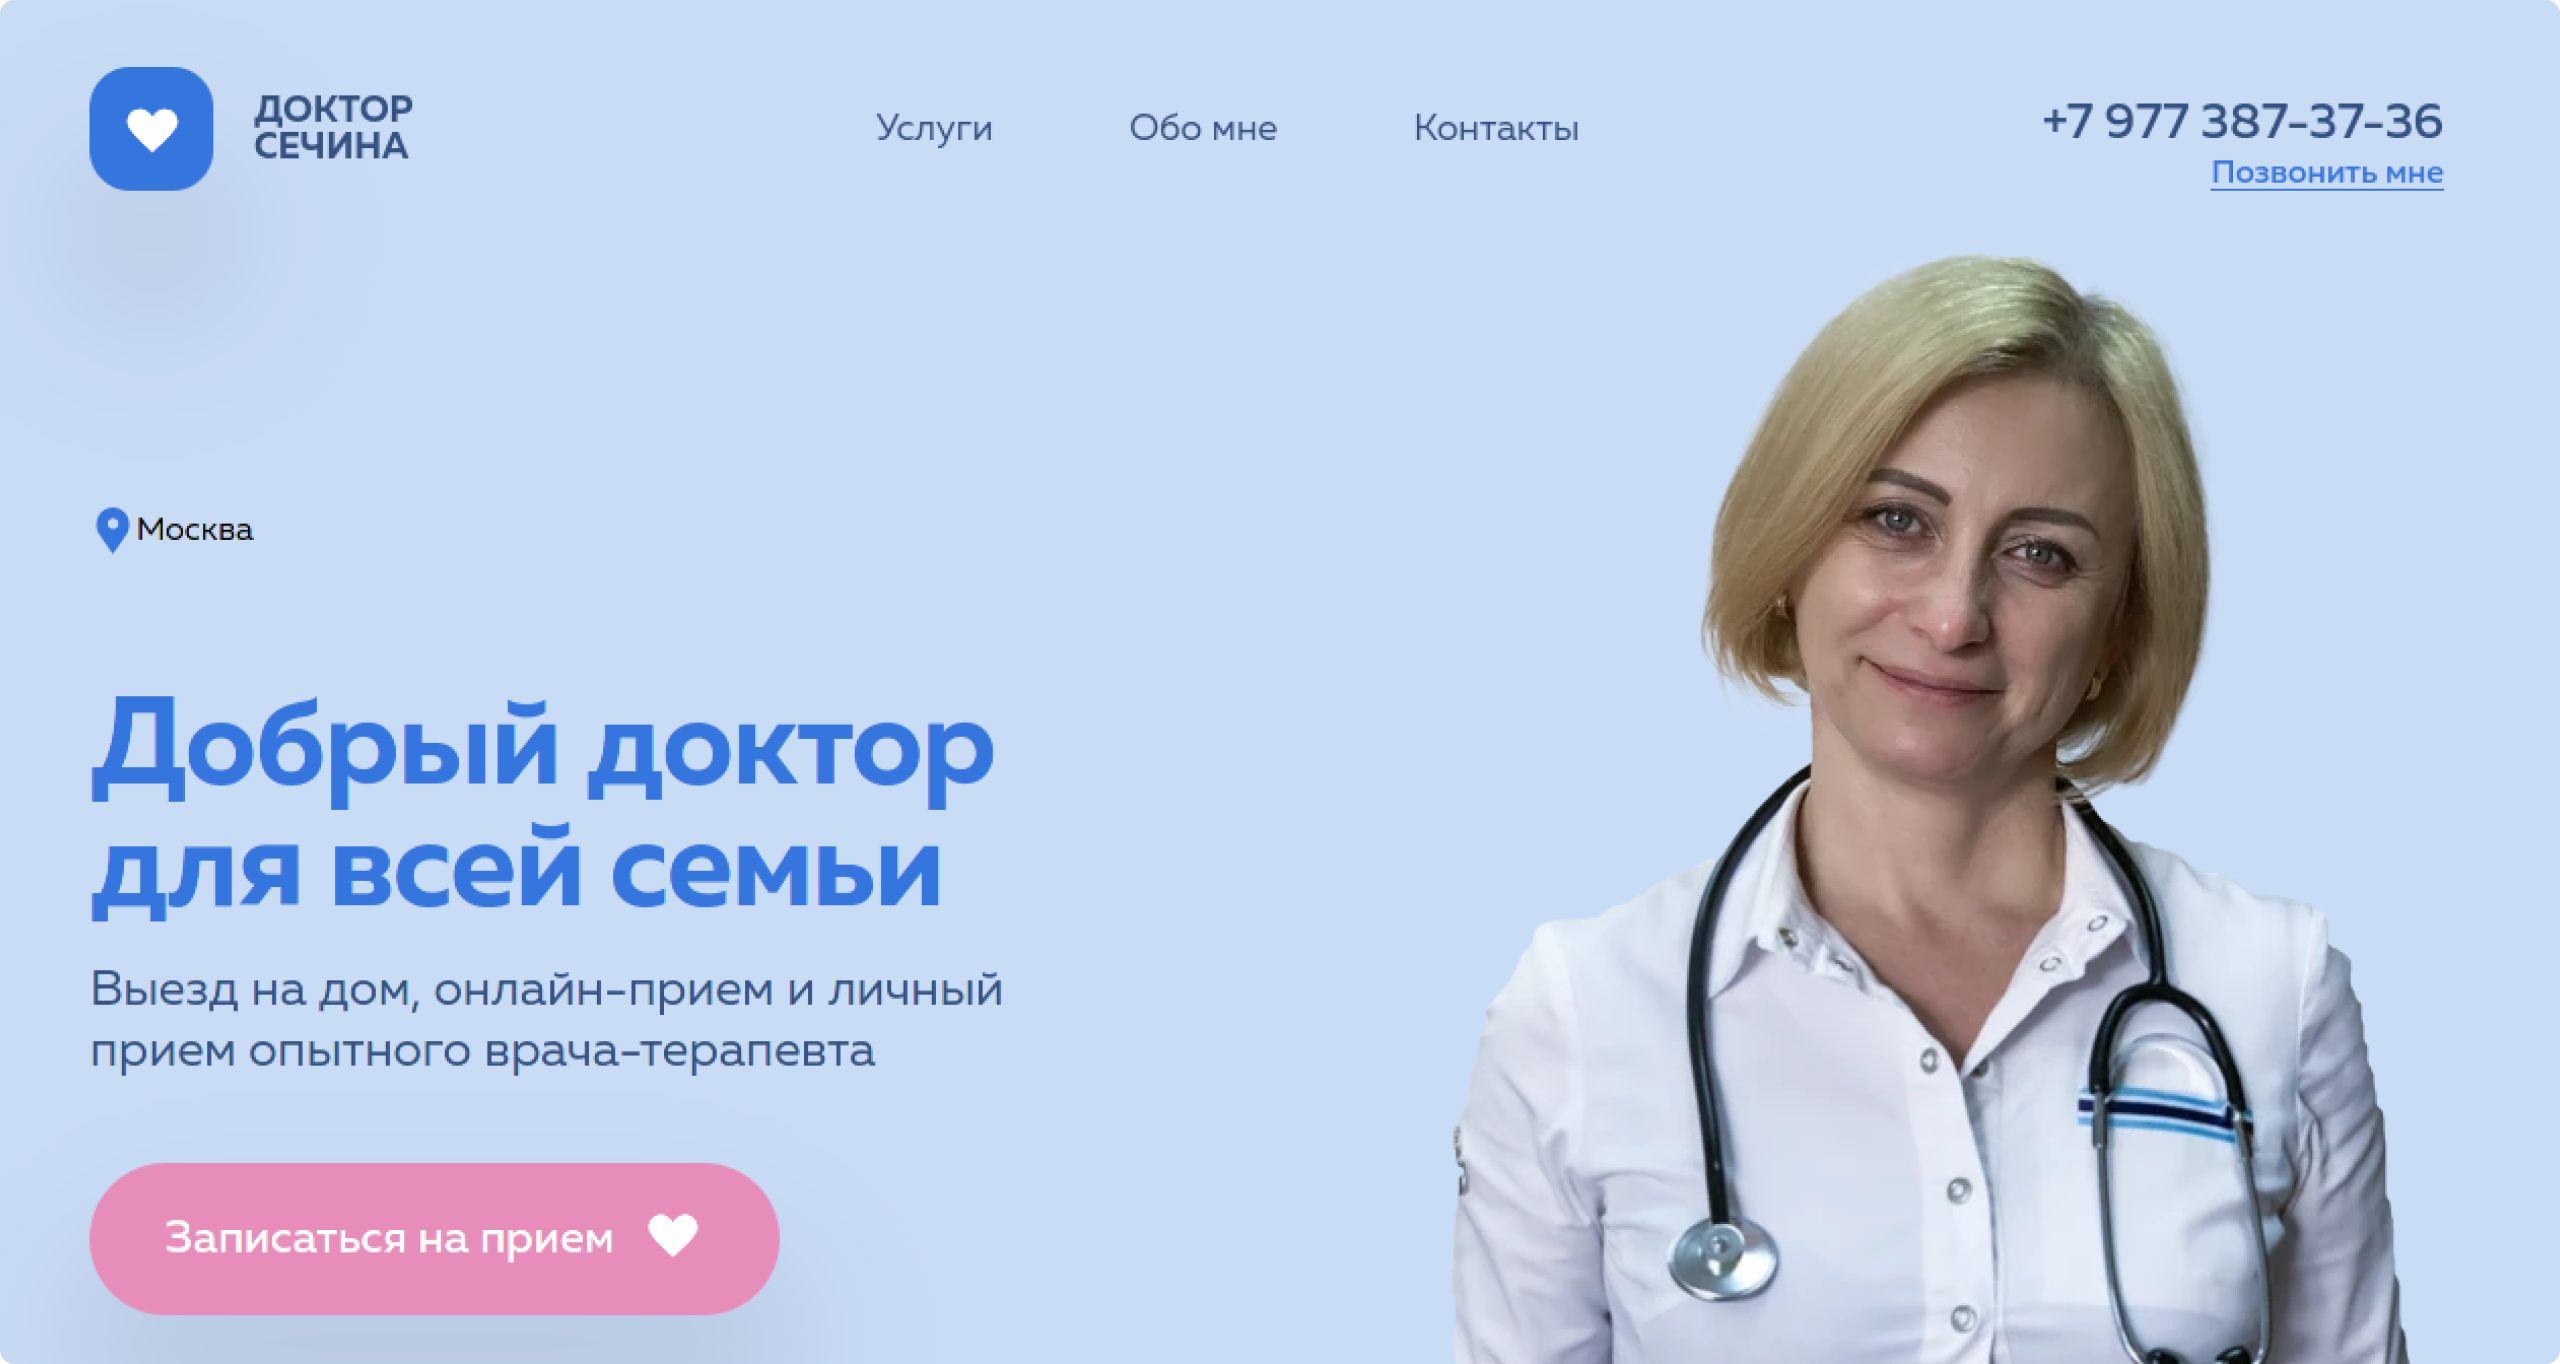 ДОКТОР
СЕЧИНА
Услуги
Обо мне
Контакты
+7 977 387-37-36
Позвонить мне
Москва
Добрый доктор
для всей семьи
Выезд на дом, онлайн-прием и личный
прием опытного врача-терапевта
Записаться на прием